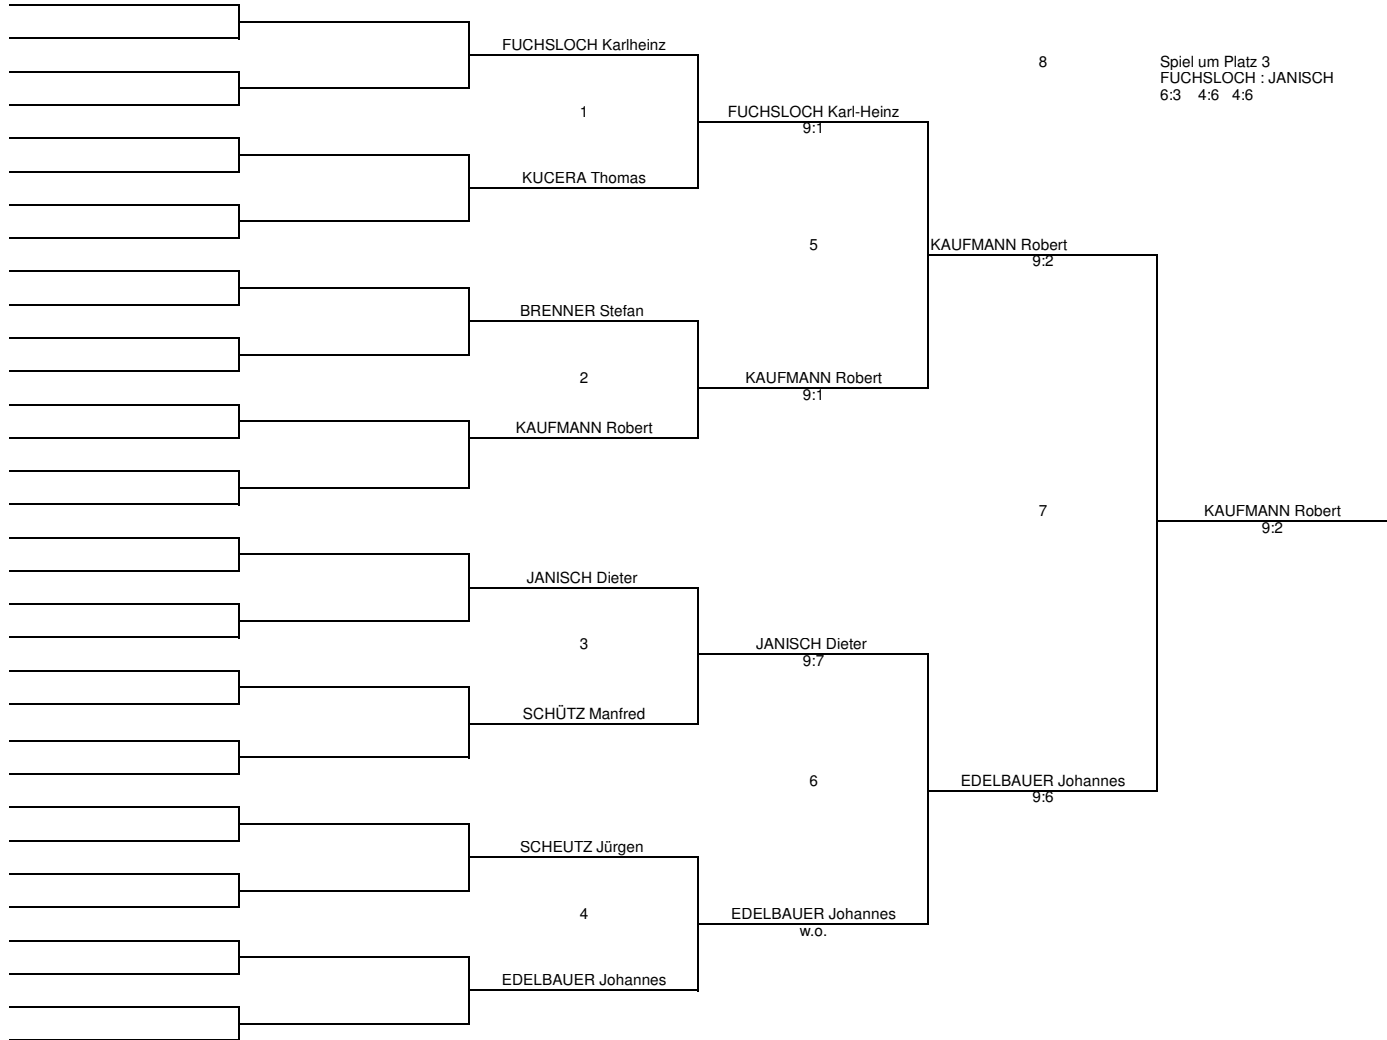 FUCHSLOCH Karlheinz
8
Spiel um Platz 3
FUCHSLOCH : JANISCH
6:3 4:6 4:6
1
FUCHSLOCH Karl-Heinz
9:1
KUCERA Thomas
5
KAUFMANN Robert
9:2
BRENNER Stefan
2
KAUFMANN Robert
9:1
KAUFMANN Robert
7
KAUFMANN Robert
9:2
JANISCH Dieter
3
JANISCH Dieter
9:7
SCHÜTZ Manfred
6
EDELBAUER Johannes
9:6
SCHEUTZ Jürgen
4
EDELBAUER Johannes
w.o.
EDELBAUER Johannes